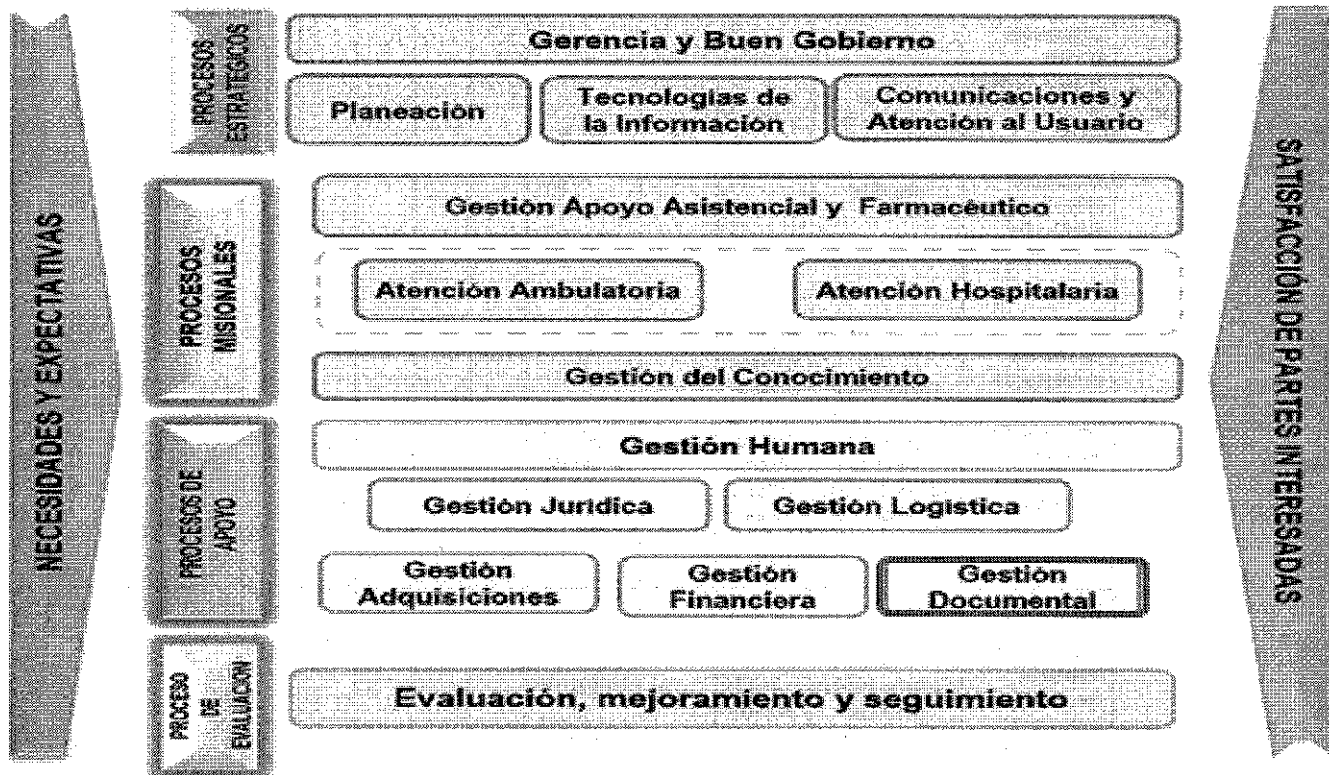 NECESIDADES Y EXPECTATIVAS
PROCESOS
ESTRATEGICOS
Gerencia y Buen Gobierno
Planeación
Tecnologias de
la Información
Comunicaciones y
Atención al Usuario
PROCESOS
MISIONALES
Gestión Apoyo Asistencial y Farmacéutico
Atención Ambulatoria
Atención Hospitalaria
Gestión del Conocimiento
PROCESOS DE
APOYO
Gestión Humana
Gestión Jurídica
Gestión Logistica
Gestión
Adquisiciones
Gestión
Financiera
Gestión
Documental
PROCESO
DE
EVALUACION
Evaluación, mejoramiento y seguimiento
SATISFACCIÓN DE PARTES INTERESADAS